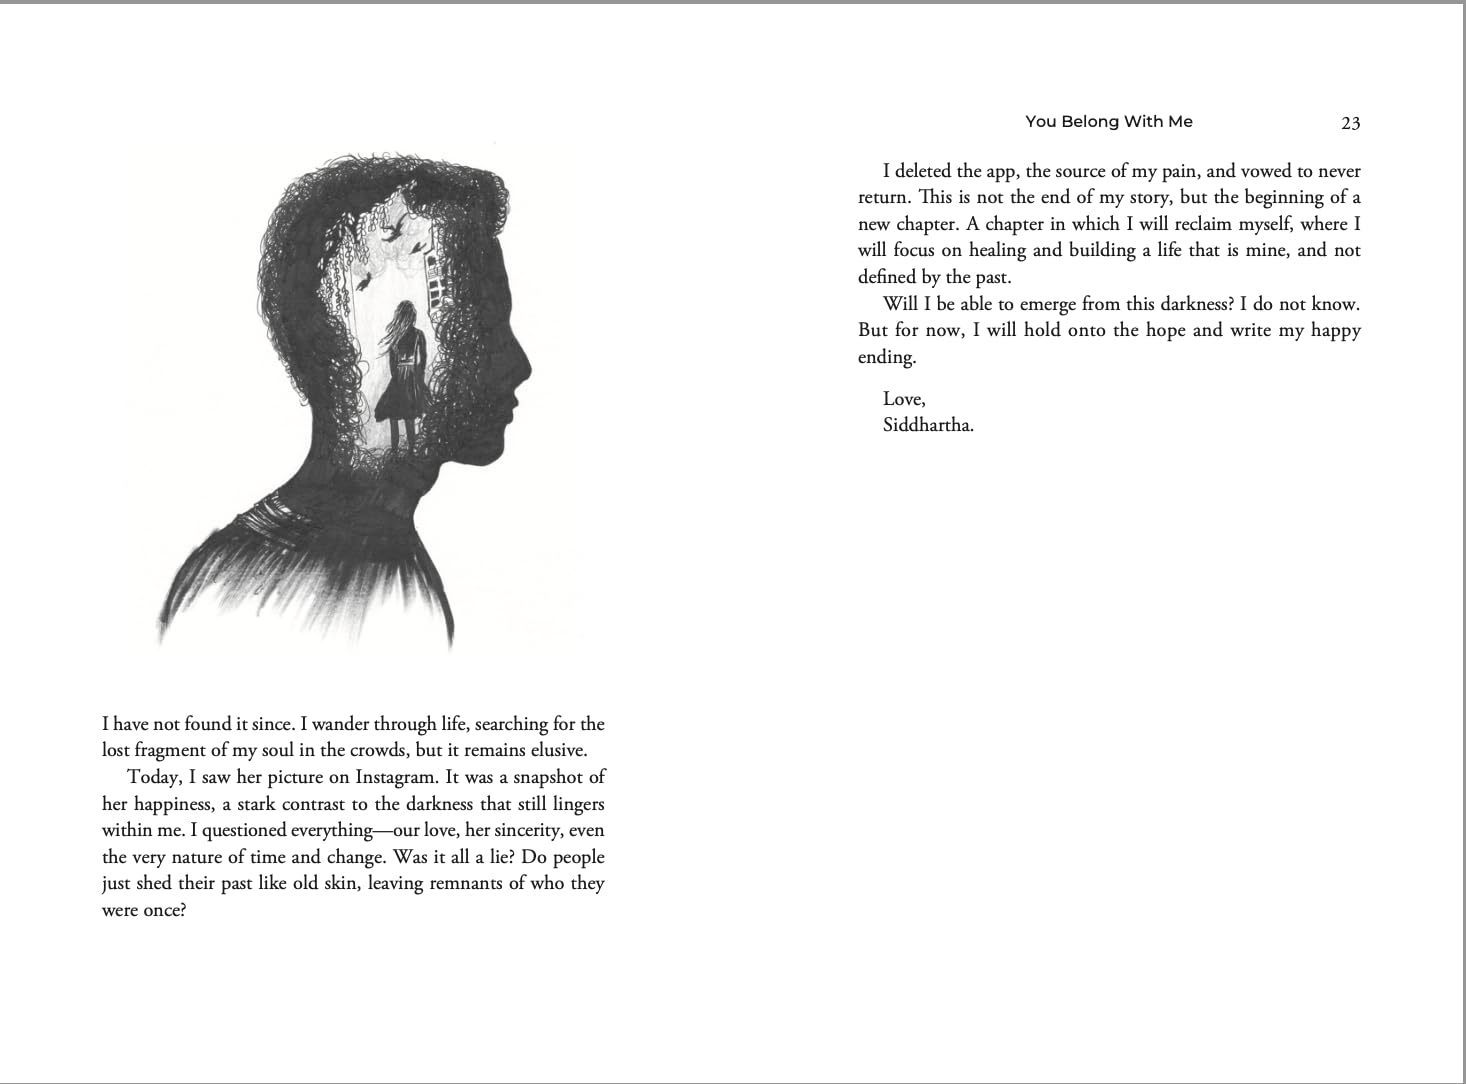 I have not found it since. I wander through life, searching for the
lost fragment of my soul in the crowds, but it remains elusive.
Today, I saw her picture on Instagram. It was a snapshot of
her happiness, a stark contrast to the darkness that still lingers
within me. I questioned everything—our love, her sincerity, even
the very nature of time and change. Was it all a lie? Do people
just shed their past like old skin, leaving remnants of who they
were once?
You Belong With Me 23
I deleted the app, the source of my pain, and vowed to never
return. This is not the end of my story, but the beginning of a
new chapter. A chapter in which I will reclaim myself, where I
will focus on healing and building a life that is mine, and not
defined by the past.
Will I be able to emerge from this darkness? I do not know.
But for now, I will hold onto the hope and write my happy
ending.
Love,
Siddhartha.